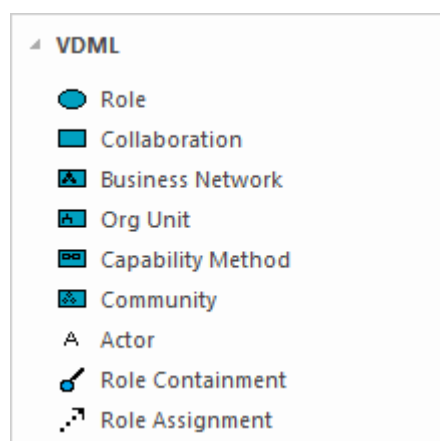 VDML
Role
Collaboration
Business Network
Org Unit
Capability Method
Community
A Actor
Role Containment
Role Assignment